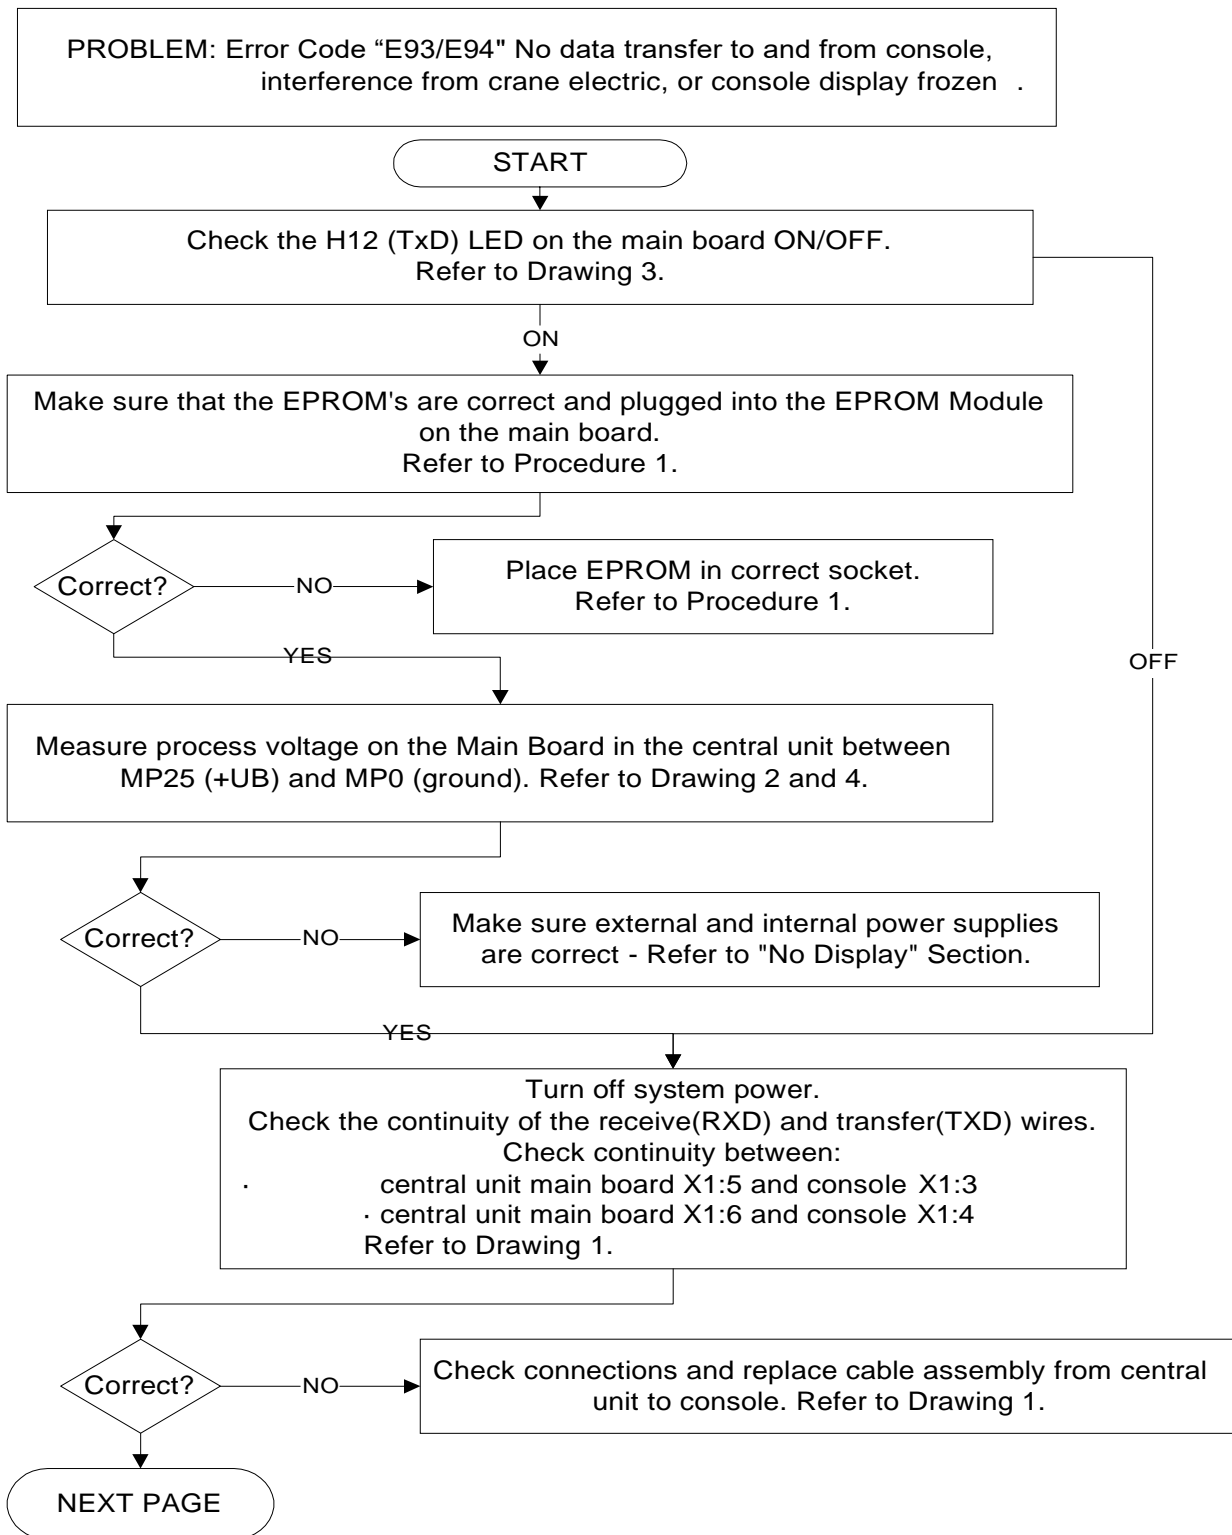 PROBLEM: Error Code “E93/E94" No data transfer to and from console,
interference from crane electric, or console display frozen .
START
Check the H12 (TxD) LED on the main board ON/OFF.
Refer to Drawing 3.
ON
Make sure that the EPROM's are correct and plugged into the EPROM Module
on the main board.
Refer to Procedure 1.
Correct?
NO
Place EPROM in correct socket.
Refer to Procedure 1.
YES
OFF
Measure process voltage on the Main Board in the central unit between
MP25 (+UB) and MP0 (ground). Refer to Drawing 2 and 4.
Correct?
NO
Make sure external and internal power supplies
are correct - Refer to "No Display" Section.
YES
Turn off system power.
Check the continuity of the receive(RXD) and transfer(TXD) wires.
Check continuity between:
· central unit main board X1:5 and console X1:3
· central unit main board X1:6 and console X1:4
Refer to Drawing 1.
Correct?
NO
Check connections and replace cable assembly from central
unit to console. Refer to Drawing 1.
NEXT PAGE